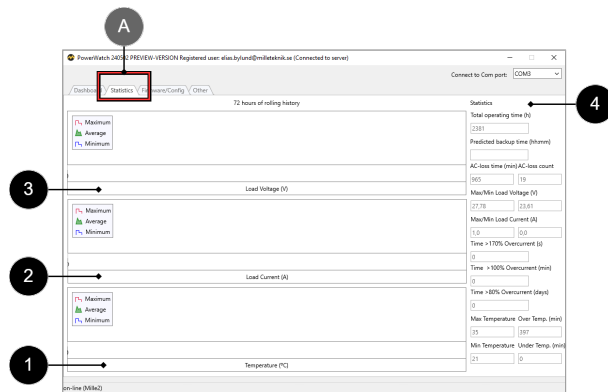 A
PowerWatch 240502 PREVIEW-VERSION Registered user: elias.bylund@milleteknik.se (Connected to server)
Connect to Com port: COM3
Dashboard Statistics Firmware/Config Other
72 hours of rolling history
Statistics
4
Maximum
Average
Minimum
3
Load Voltage (V)
Maximum
Average
Minimum
2
Load Current (A)
Maximum
Average
Minimum
1
Temperature (ºC)
Total operating time (h)
2381
Predicted backup time (hh:mm)
AC-loss time (min) AC-loss count
965 19
Max/Min Load Voltage (V)
27,78 23,61
Max/Min Load Current (A)
1,0 0,0
Time >170% Overcurrent (s)
0
Time >100% Overcurrent (min)
0
Time >80% Overcurrent (days)
0
Max Temperature Over Temp. (min)
35 397
Min Temperature Under Temp. (min)
21 0
on-line (Mille2)